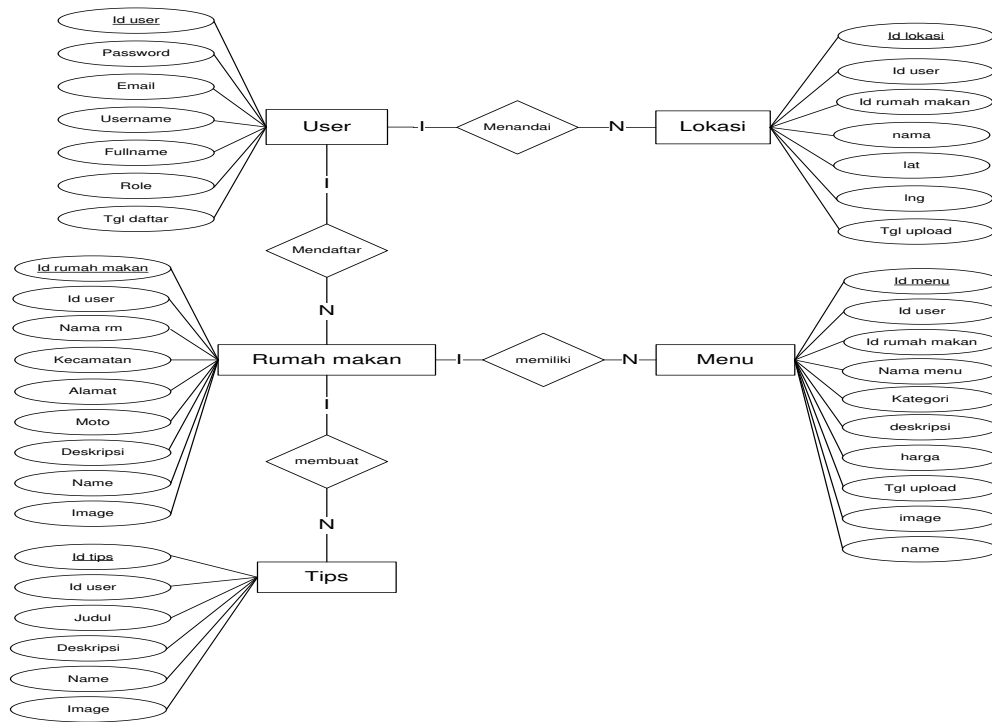 Id user
Password
Email
Username
Fullname
Role
Tgl daftar
User
I
Menandai
N
Lokasi
Id lokasi
Id user
Id rumah makan
nama
lat
lng
Tgl upload
I
Mendaftar
N
Id rumah makan
Id user
Nama rm
Kecamatan
Alamat
Moto
Deskripsi
Name
Image
Rumah makan
I
memiliki
N
Menu
Id menu
Id user
Id rumah makan
Nama menu
Kategori
deskripsi
harga
Tgl upload
image
name
I
membuat
N
Tips
Id tips
Id user
Judul
Deskripsi
Name
Image